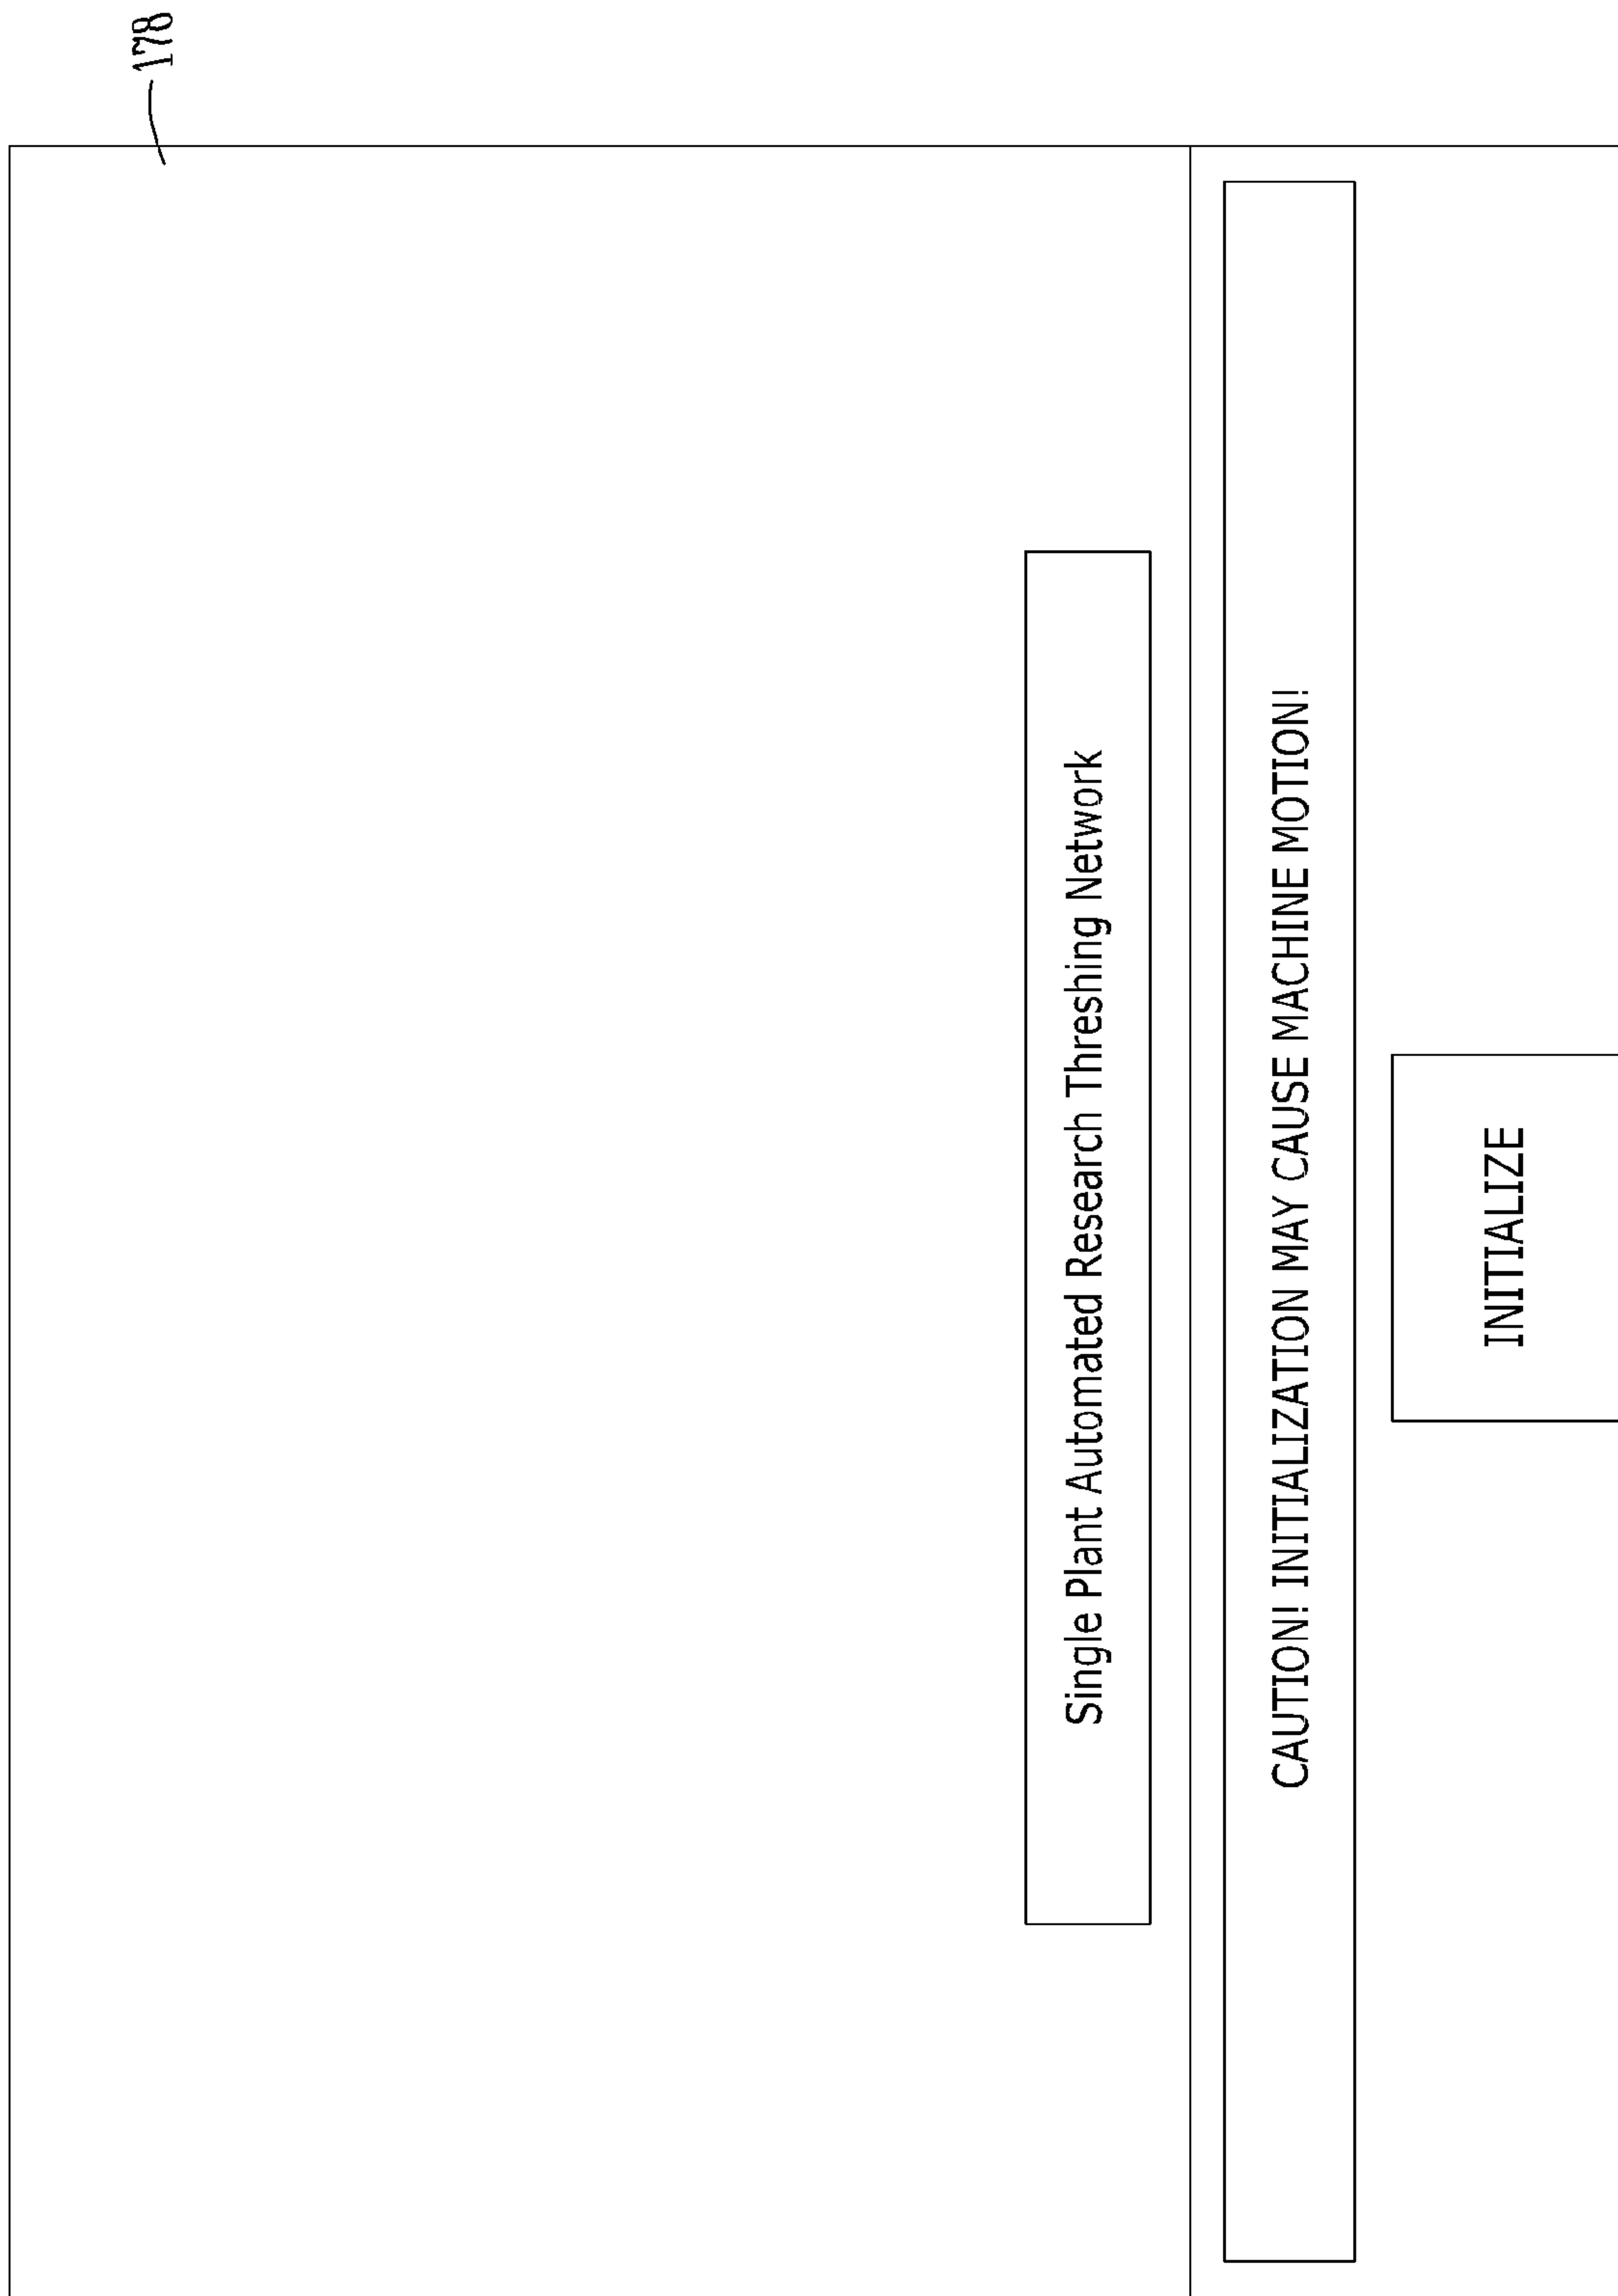 178
Single Plant Automated Research Threshing Network
CAUTION! INITIALIZATION MAY CAUSE MACHINE MOTION!
INITIALIZE